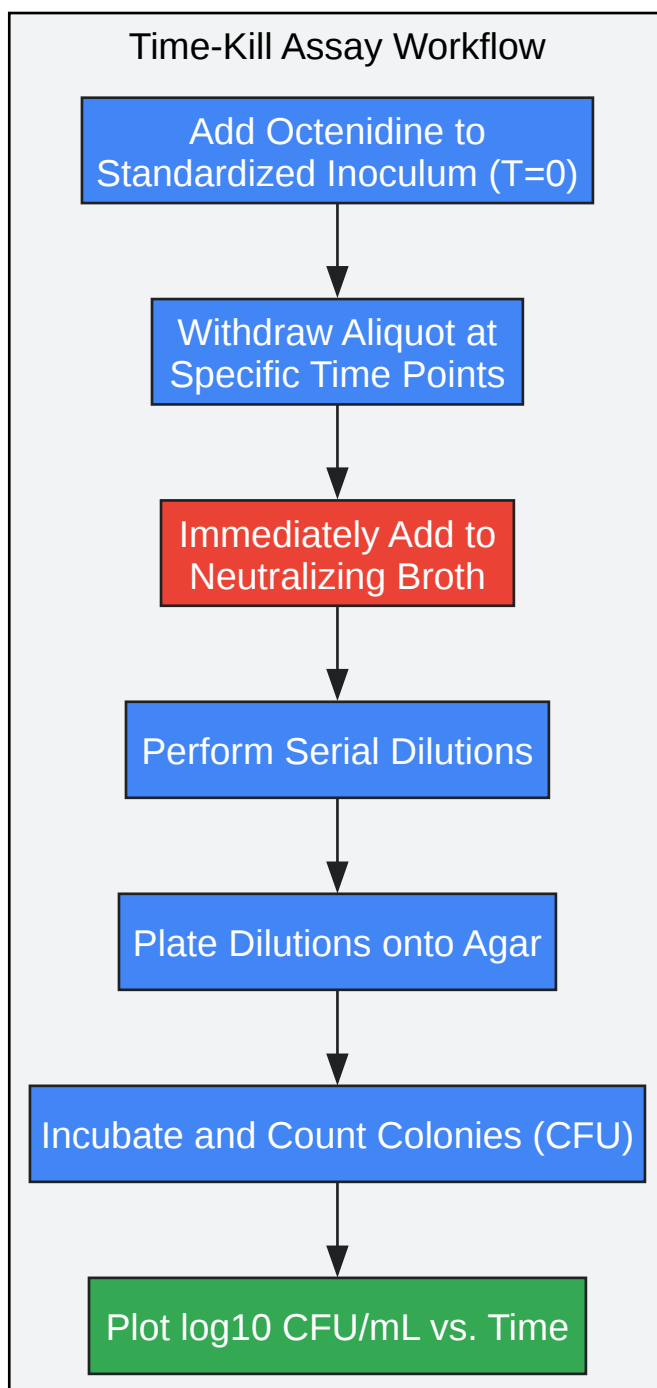 Time-Kill Assay Workflow
Add Octenidine to
Standardized Inoculum (T=0)
Withdraw Aliquot at
Specific Time Points
Immediately Add to
Neutralizing Broth
Perform Serial Dilutions
Plate Dilutions onto Agar
Incubate and Count Colonies (CFU)
Plot log10 CFU/mL vs. Time